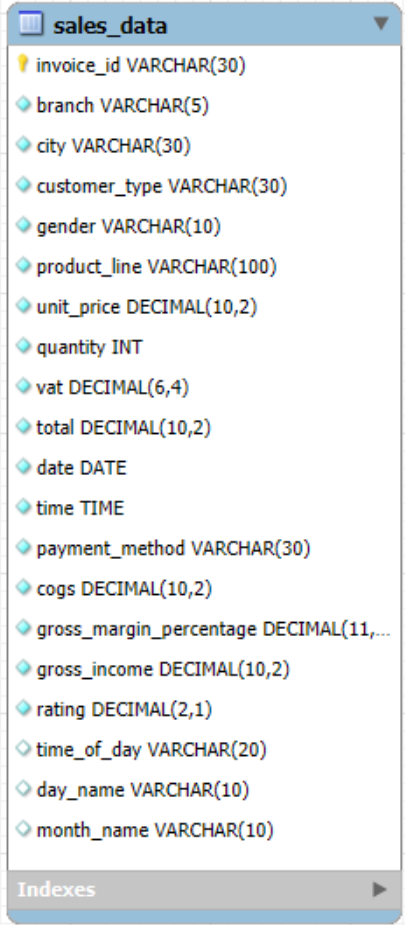 sales_data
invoice_id VARCHAR(30)
branch VARCHAR(5)
city VARCHAR(30)
customer_type VARCHAR(30)
gender VARCHAR(10)
product_line VARCHAR(100)
unit_price DECIMAL(10,2)
quantity INT
vat DECIMAL(6,4)
total DECIMAL(10,2)
date DATE
time TIME
payment_method VARCHAR(30)
cogs DECIMAL(10,2)
gross_margin_percentage DECIMAL(11,...
gross_income DECIMAL(10,2)
rating DECIMAL(2,1)
time_of_day VARCHAR(20)
day_name VARCHAR(10)
month_name VARCHAR(10)
Indexes